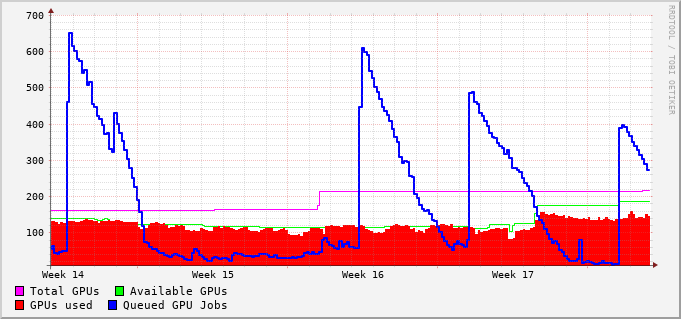 700
600
500
400
300
200
100
Week 14 Week 15 Week 16 Week 17
Total GPUs Available GPUs
GPUs used Queued GPU Jobs
RRDTOOL / TOBI OETIKER